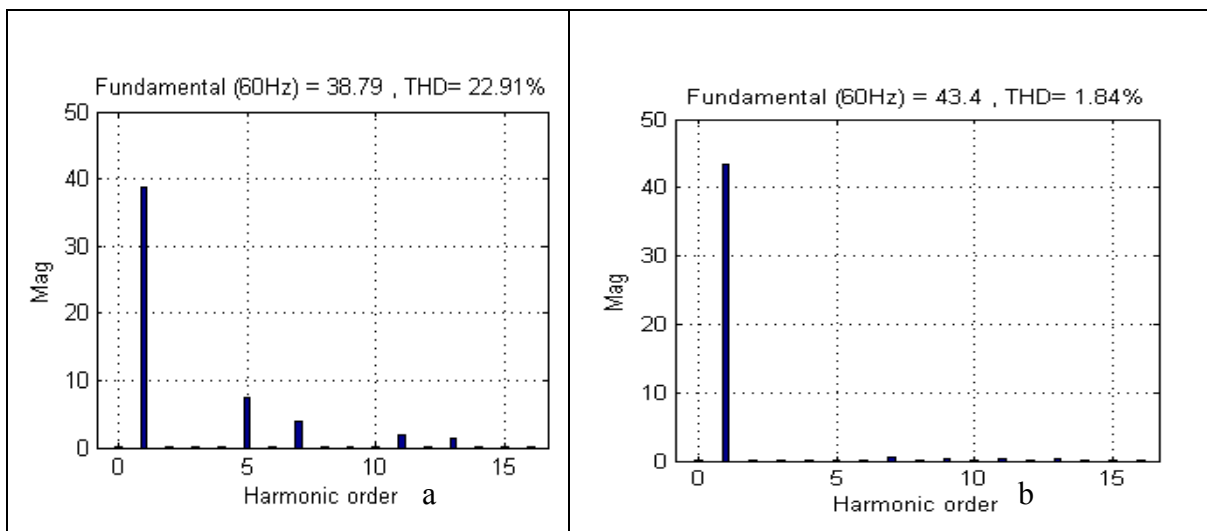 Fundamental (60Hz) = 38.79 , THD= 22.91%
50
40
30
20
10
0
Mag
0 5 10 15
Harmonic order a
Fundamental (60Hz) = 43.4 , THD= 1.84%
50
40
30
20
10
0
Mag
0 5 10 15
Harmonic order b